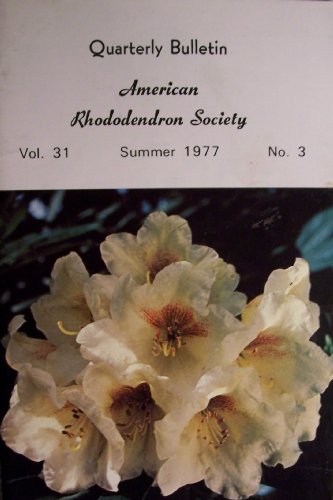 Quarterly Bulletin
American
Rhododendron Society
Vol. 31 Summer 1977 No. 3